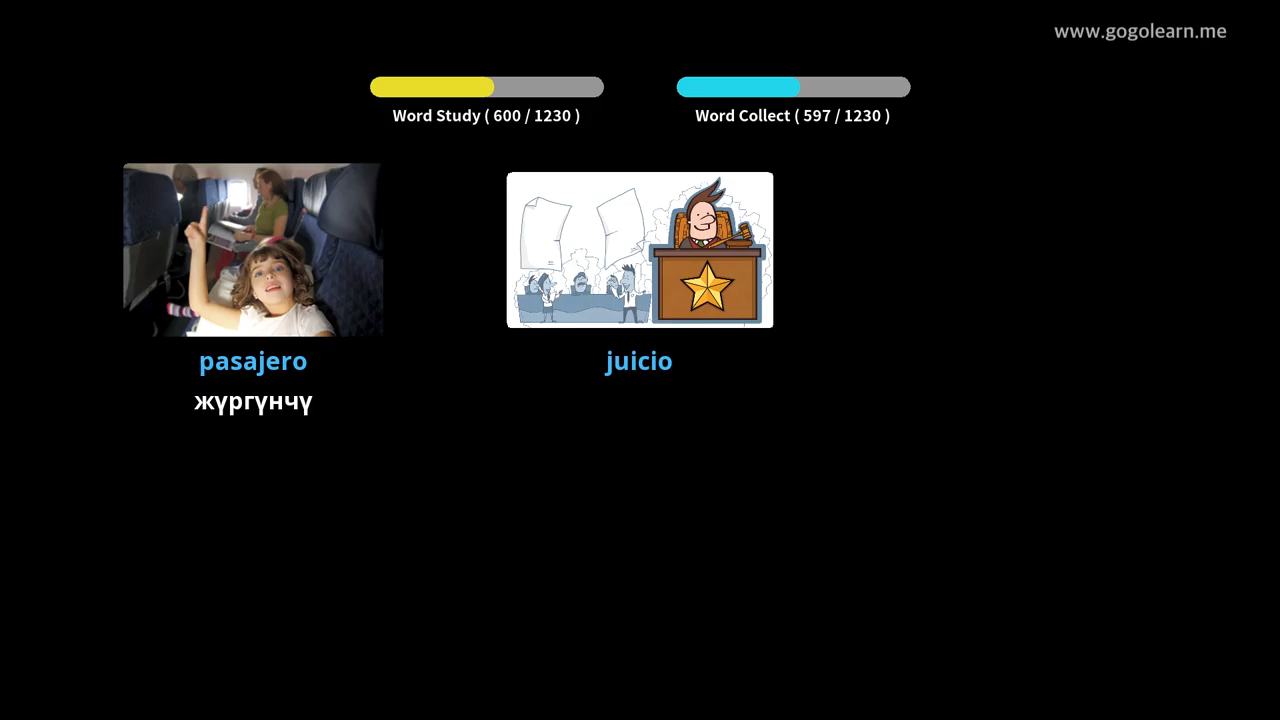 www.gogolearn.me
Word Study ( 600 / 1230 )
Word Collect ( 597 / 1230 )
pasajero
жүргүнчү
juicio